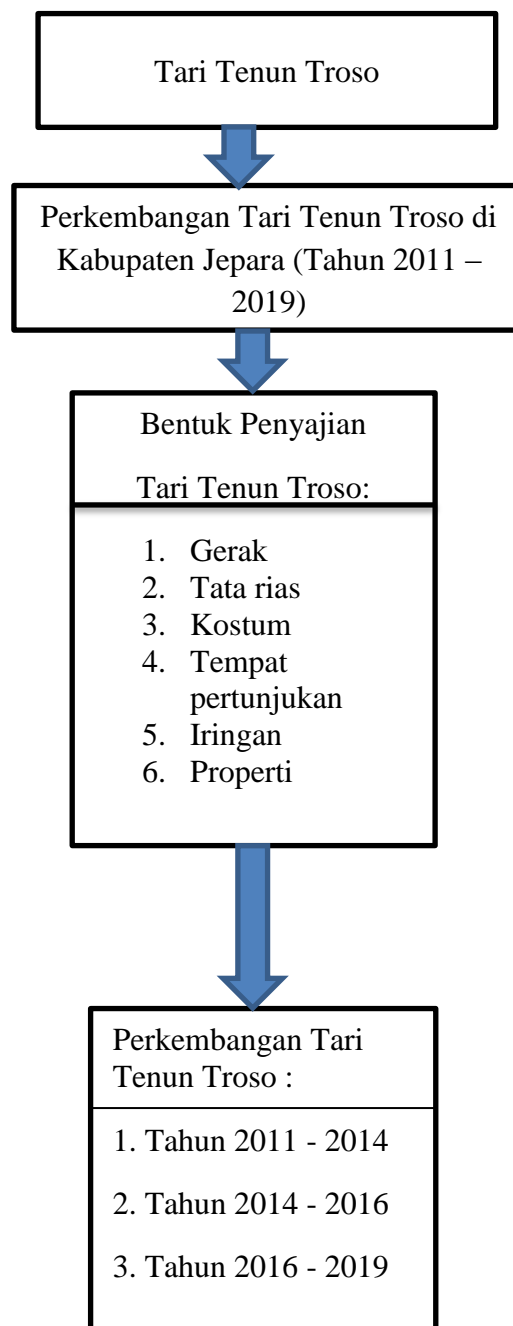 Tari Tenun Troso
Perkembangan Tari Tenun Troso di
Kabupaten Jepara (Tahun 2011 –
2019)
Bentuk Penyajian
Tari Tenun Troso:
1. Gerak
2. Tata rias
3. Kostum
4. Tempat
pertunjukan
5. Iringan
6. Properti
Perkembangan Tari
Tenun Troso :
1. Tahun 2011 - 2014
2. Tahun 2014 - 2016
3. Tahun 2016 - 2019